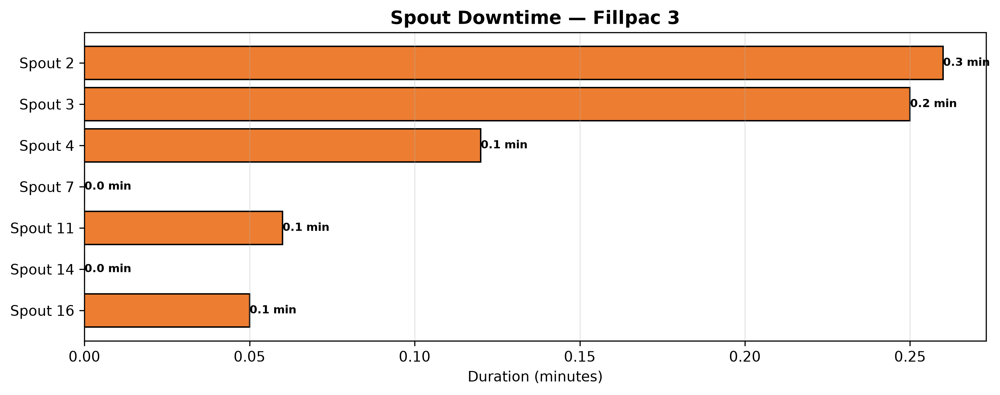 Spout Downtime — Fillpac 3
Spout 2
0.3 min
Spout 3
0.2 min
Spout 4
0.1 min
Spout 7
0.0 min
Spout 11
0.1 min
Spout 14
0.0 min
Spout 16
0.1 min
0.00 0.05 0.10 0.15 0.20 0.25
Duration (minutes)